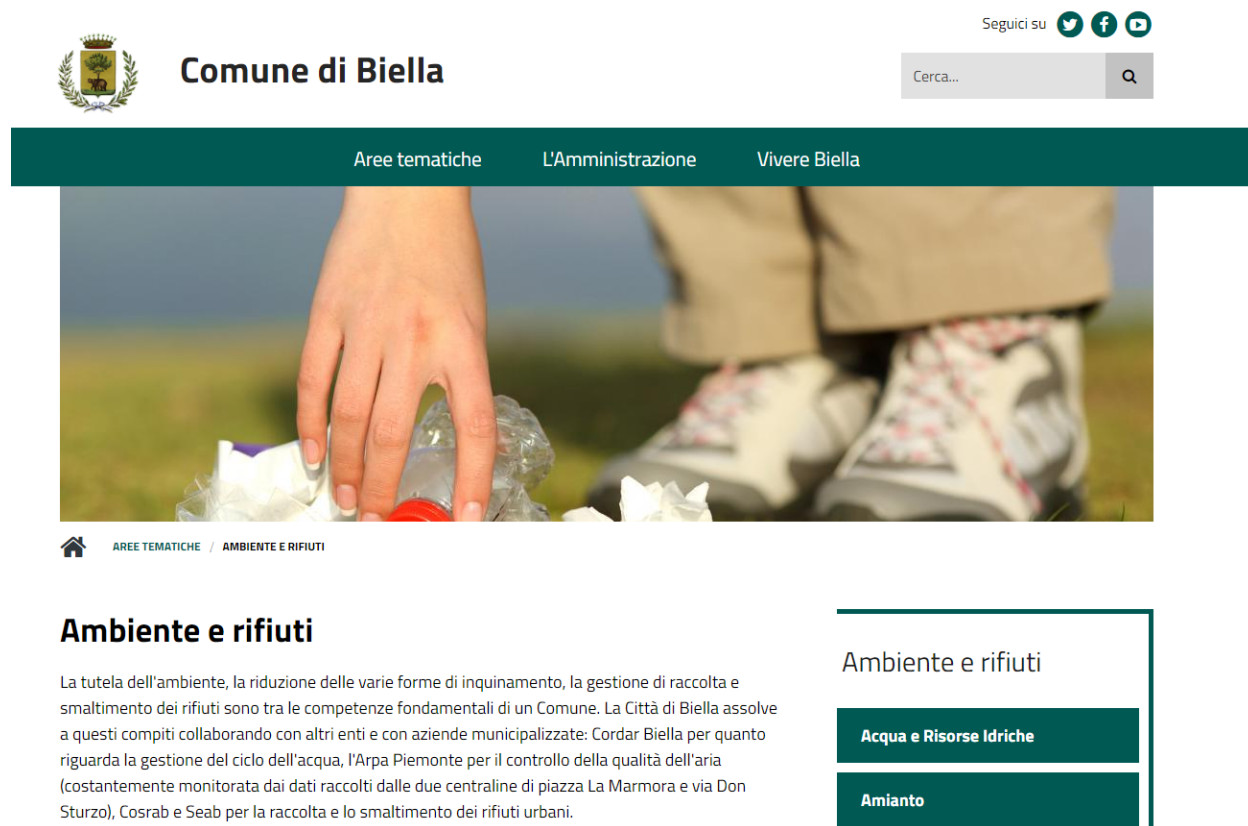 Seguici su
Comune di Biella
Cerca...
Aree tematiche L'Amministrazione Vivere Biella
AREE TEMATICHE / AMBIENTE E RIFIUTI
Ambiente e rifiuti
La tutela dell'ambiente, la riduzione delle varie forme di inquinamento, la gestione di raccolta e
smaltimento dei rifiuti sono tra le competenze fondamentali di un Comune. La Città di Biella assolve
a questi compiti collaborando con altri enti e con aziende municipalizzate: Cordar Biella per quanto
riguarda la gestione del ciclo dell'acqua, l'Arpa Piemonte per il controllo della qualità dell'aria
(costantemente monitorata dai dati raccolti dalle due centraline di piazza La Marmora e via Don
Sturzo), Cosrab e Seab per la raccolta e lo smaltimento dei rifiuti urbani.
Ambiente e rifiuti
Acqua e Risorse Idriche
Amianto